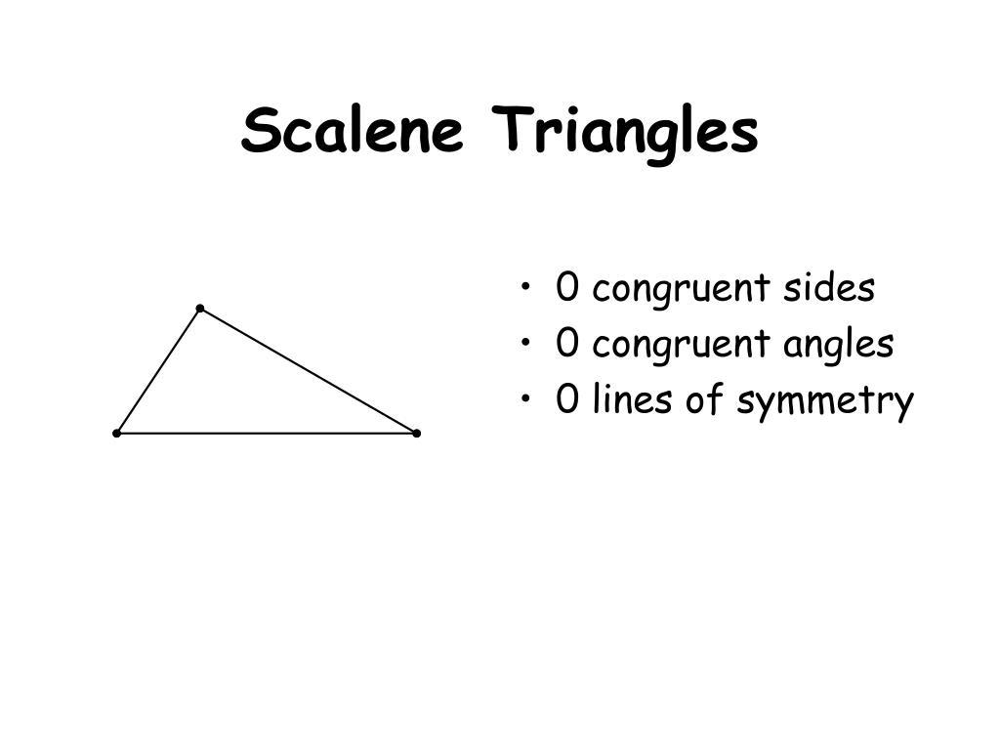 Scalene Triangles
• 0 congruent sides
• 0 congruent angles
• 0 lines of symmetry